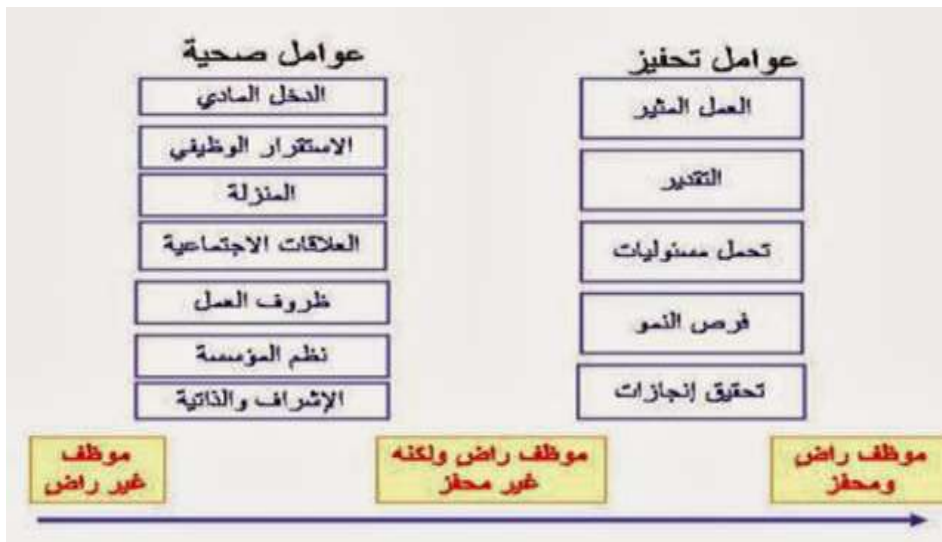 عوامل تحفيز
العمل المثير
التقدير
تحمل مسئوليات
فرص النمو
تحقيق إنجازات
عوامل صحية
الدخل المادي
الاستقرار الوظيفي
المنزلة
العلاقات الاجتماعية
ظروف العمل
نظم المؤسسة
الإشراف والذاتية
موظف راض
ومحفز
موظف راض ولكنه
غير محفز
موظف
غير راض